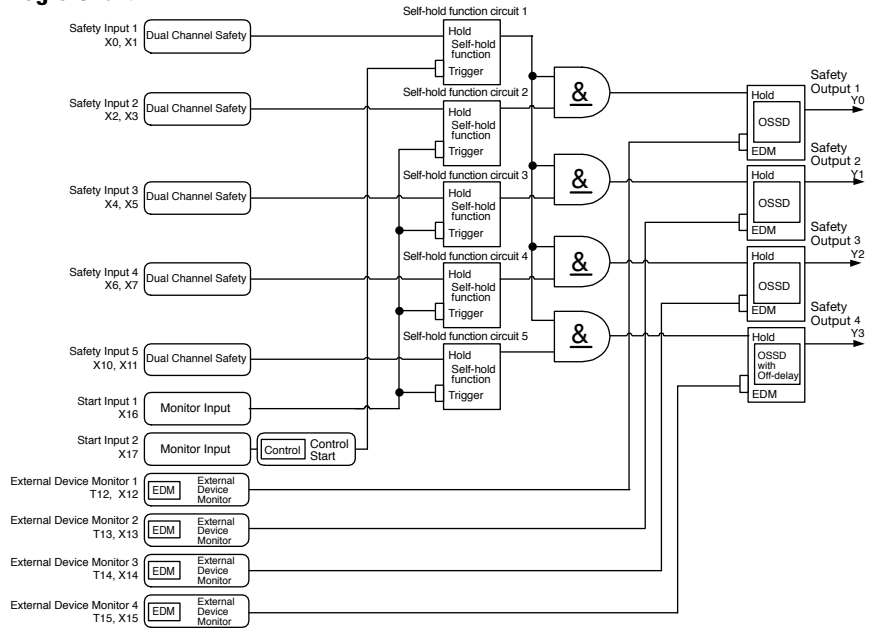 Self-hold function circuit 1
Safety Input 1
X0, X1
Dual Channel Safety
Hold
Self-hold
function
Trigger
Safety Input 2
X2, X3
Dual Channel Safety
Self-hold function circuit 2
Hold
Self-hold
function
Trigger
Safety Input 3
X4, X5
Dual Channel Safety
Self-hold function circuit 3
Hold
Self-hold
function
Trigger
Safety Input 4
X6, X7
Dual Channel Safety
Self-hold function circuit 4
Hold
Self-hold
function
Trigger
Safety Input 5
X10, X11
Dual Channel Safety
Self-hold function circuit 5
Hold
Self-hold
function
Trigger
&
&
&
&
Hold
OSSD
EDM
Safety
Output 1
Y0
Hold
OSSD
EDM
Safety
Output 2
Y1
Hold
OSSD
EDM
Safety
Output 3
Y2
Hold
OSSD
with
Off-delay
EDM
Safety
Output 4
Y3
Start Input 1
X16
Monitor Input
Start Input 2
X17
Monitor Input
Control
Control
Start
External Device Monitor 1
T12, X12
EDM
External
Device
Monitor
External Device Monitor 2
T13, X13
EDM
External
Device
Monitor
External Device Monitor 3
T14, X14
EDM
External
Device
Monitor
External Device Monitor 4
T15, X15
EDM
External
Device
Monitor